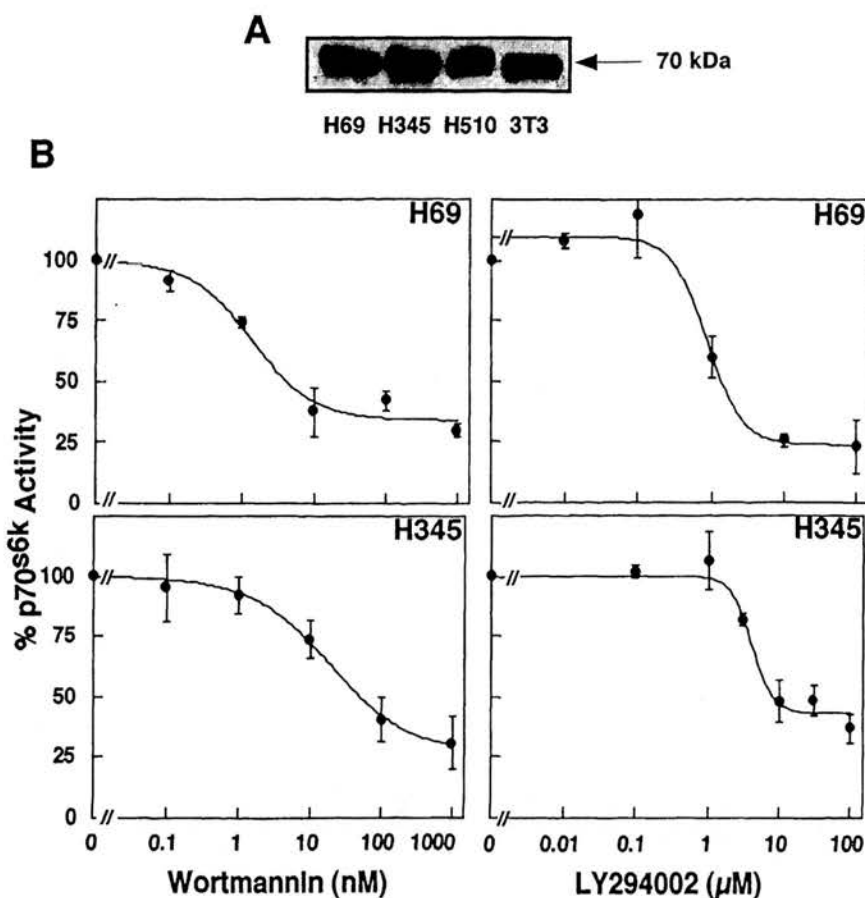 A
70 kDa
H69 H345 H510 3T3
B
H69
H69
100
75
50
25
0
H345
H345
100
75
50
25
0
% p70s6k Activity
0 0.1 1 10 100 1000
0 0.01 0.1 1 10 100
Wortmannin (nM)
LY294002 (µM)